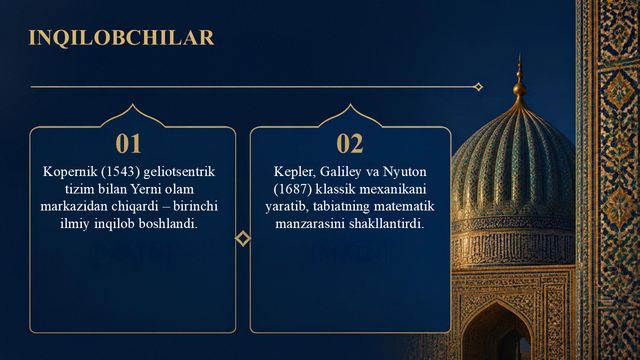 INQILOBCHILAR
01
Kopernik (1543) geliotsentrik
tizim bilan Yerni olam
markazidan chiqardi – birinchi
ilmiy inqilob boshlandi.
02
Kepler, Galiley va Nyuton
(1687) klassik mexanikani
yaratib, tabiatning matematik
manzarasini shakllantirdi.